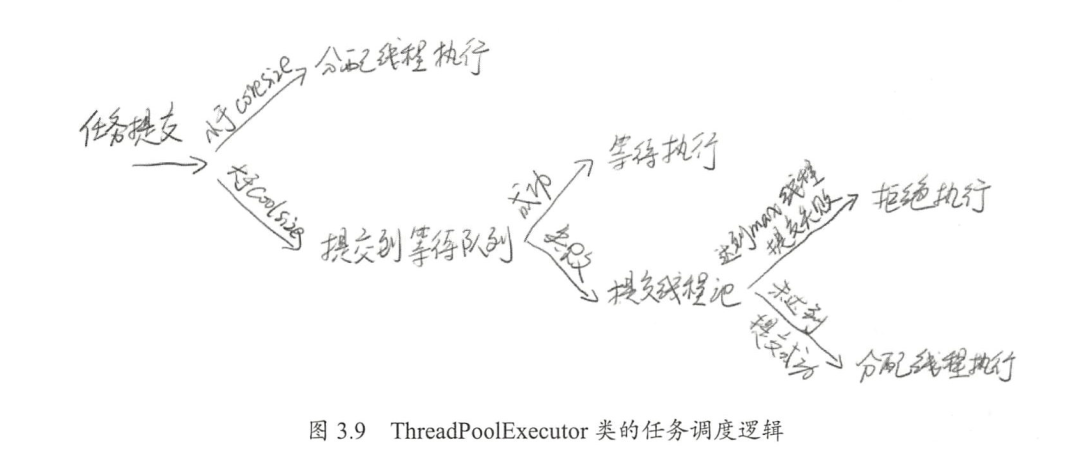 任务提交
小于coresize
分配线程执行
大于Coolsize
提交到等待队列
成功
等待执行
失败
提交线程池
达到max线程
提交失败
拒绝执行
未达到
提交成功
分配线程执行
图 3.9 ThreadPoolExecutor 类的任务调度逻辑